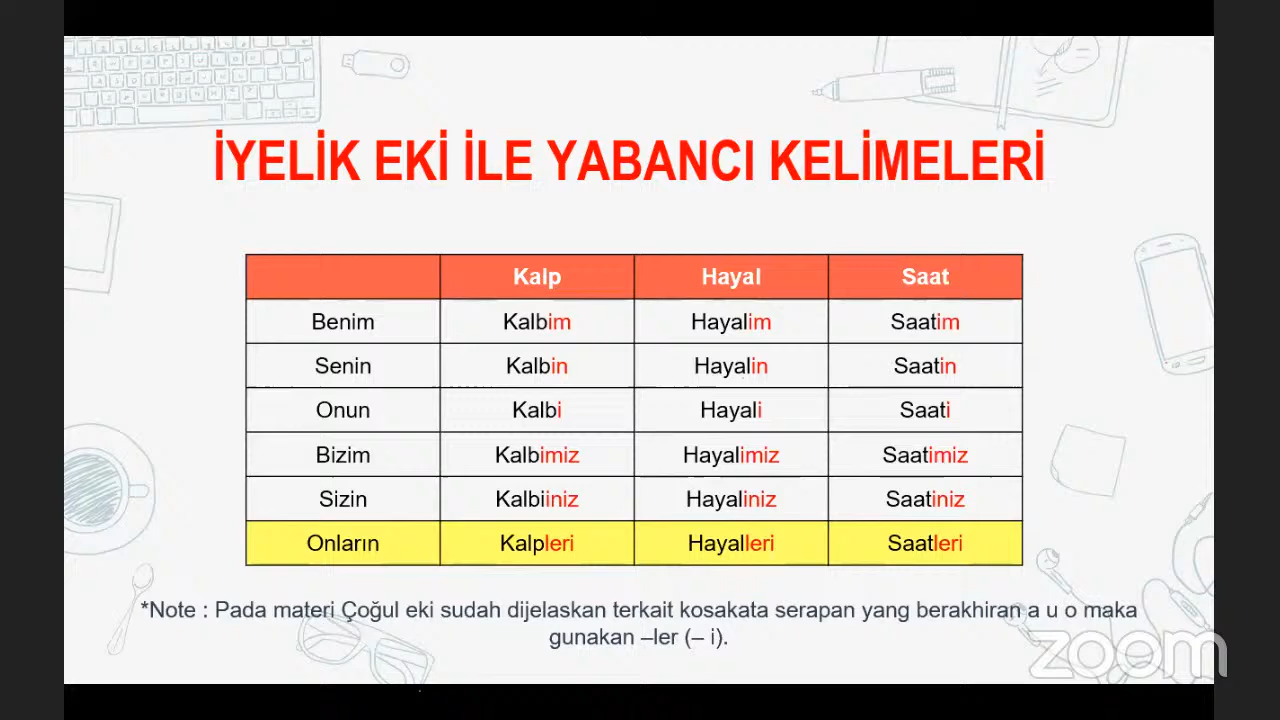 İYELİK EKİ İLE YABANCI KELİMELERİ
Kalp Hayal Saat
Benim Kalbim Hayalim Saatim
Senin Kalbin Hayalin Saatin
Onun Kalbi Hayali Saati
Bizim Kalbimiz Hayalimiz Saatimiz
Sizin Kalbiiniz Hayaliniz Saatiniz
Onların Kalpleri Hayalleri Saatleri
*Note : Pada materi Çoğul eki sudah dijelaskan terkait kosakata serapan yang berakhiran a u o maka
gunakan –ler (– i).
zoom